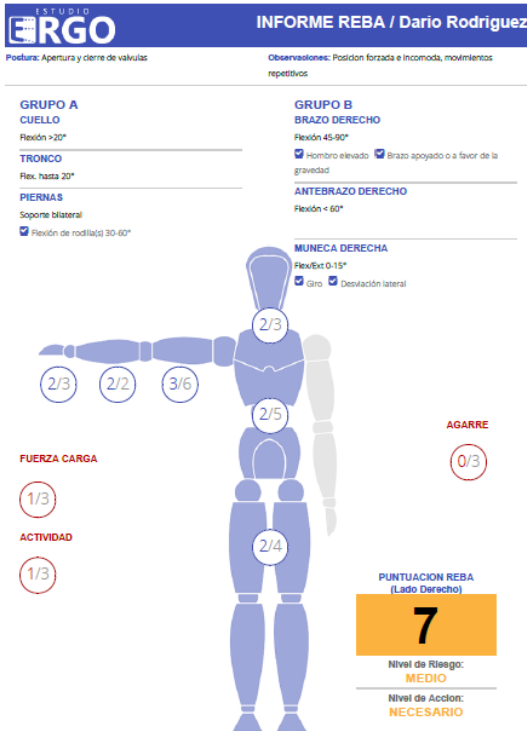 ESTUDIO
ERGO
INFORME REBA / Dario Rodriguez
Postura: Apertura y cierre de valvulas
Observaciones: Posicion forzada e incomoda, movimientos
repetitivos
GRUPO A
CUELLO
Flexión >20°
TRONCO
Flex. hasta 20°
PIERNAS
Soporte bilateral
Flexión de rodilla(s) 30-60°
GRUPO B
BRAZO DERECHO
Flexión 45-90°
Hombro elevado Brazo apoyado o a favor de la
gravedad
ANTEBRAZO DERECHO
Flexión < 60°
MUNECA DERECHA
Flex/Ext 0-15°
Giro Desviación lateral
2/3
2/3
2/2
3/6
2/5
AGARRE
0/3
FUERZA CARGA
1/3
ACTIVIDAD
1/3
2/4
PUNTUACION REBA
(Lado Derecho)
7
Nivel de Riesgo:
MEDIO
Nivel de Accion:
NECESARIO